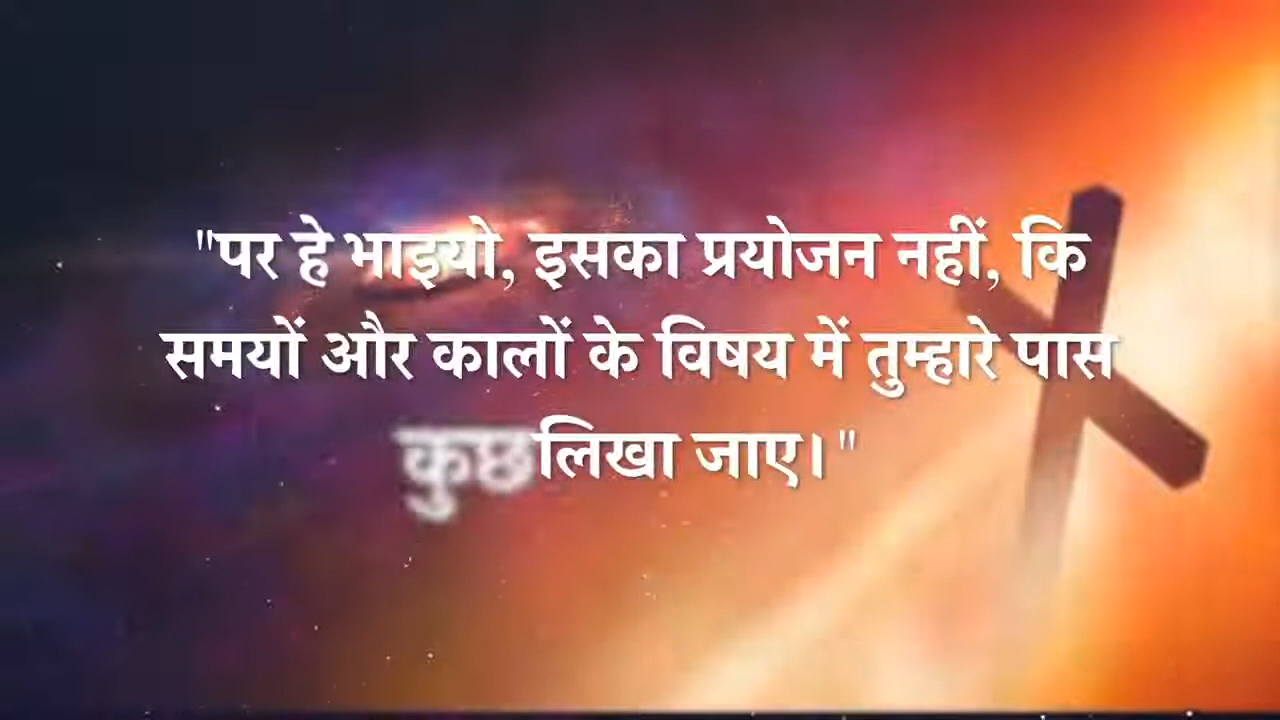 "पर हे भाइयो, इसका प्रयोजन नहीं, कि
समयों और कालों के विषय में तुम्हारे पास
कुछ लिखा जाए।"